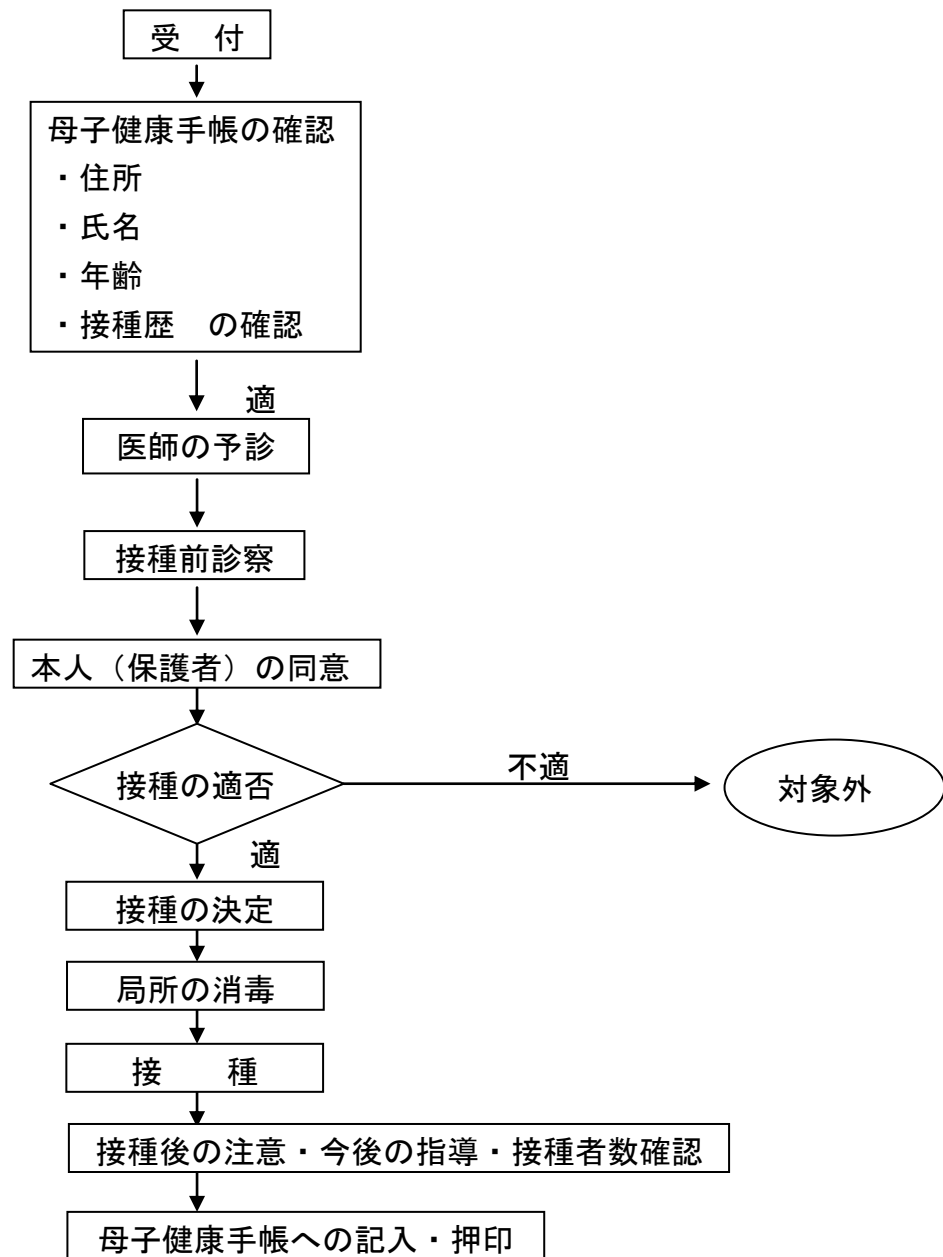 受　付
母子健康手帳の確認
・住所
・氏名
・年齢
・接種歴　の確認
適
医師の予診
接種前診察
本人（保護者）の同意
接種の適否
不適
対象外
適
接種の決定
局所の消毒
接　　種
接種後の注意・今後の指導・接種者数確認
母子健康手帳への記入・押印